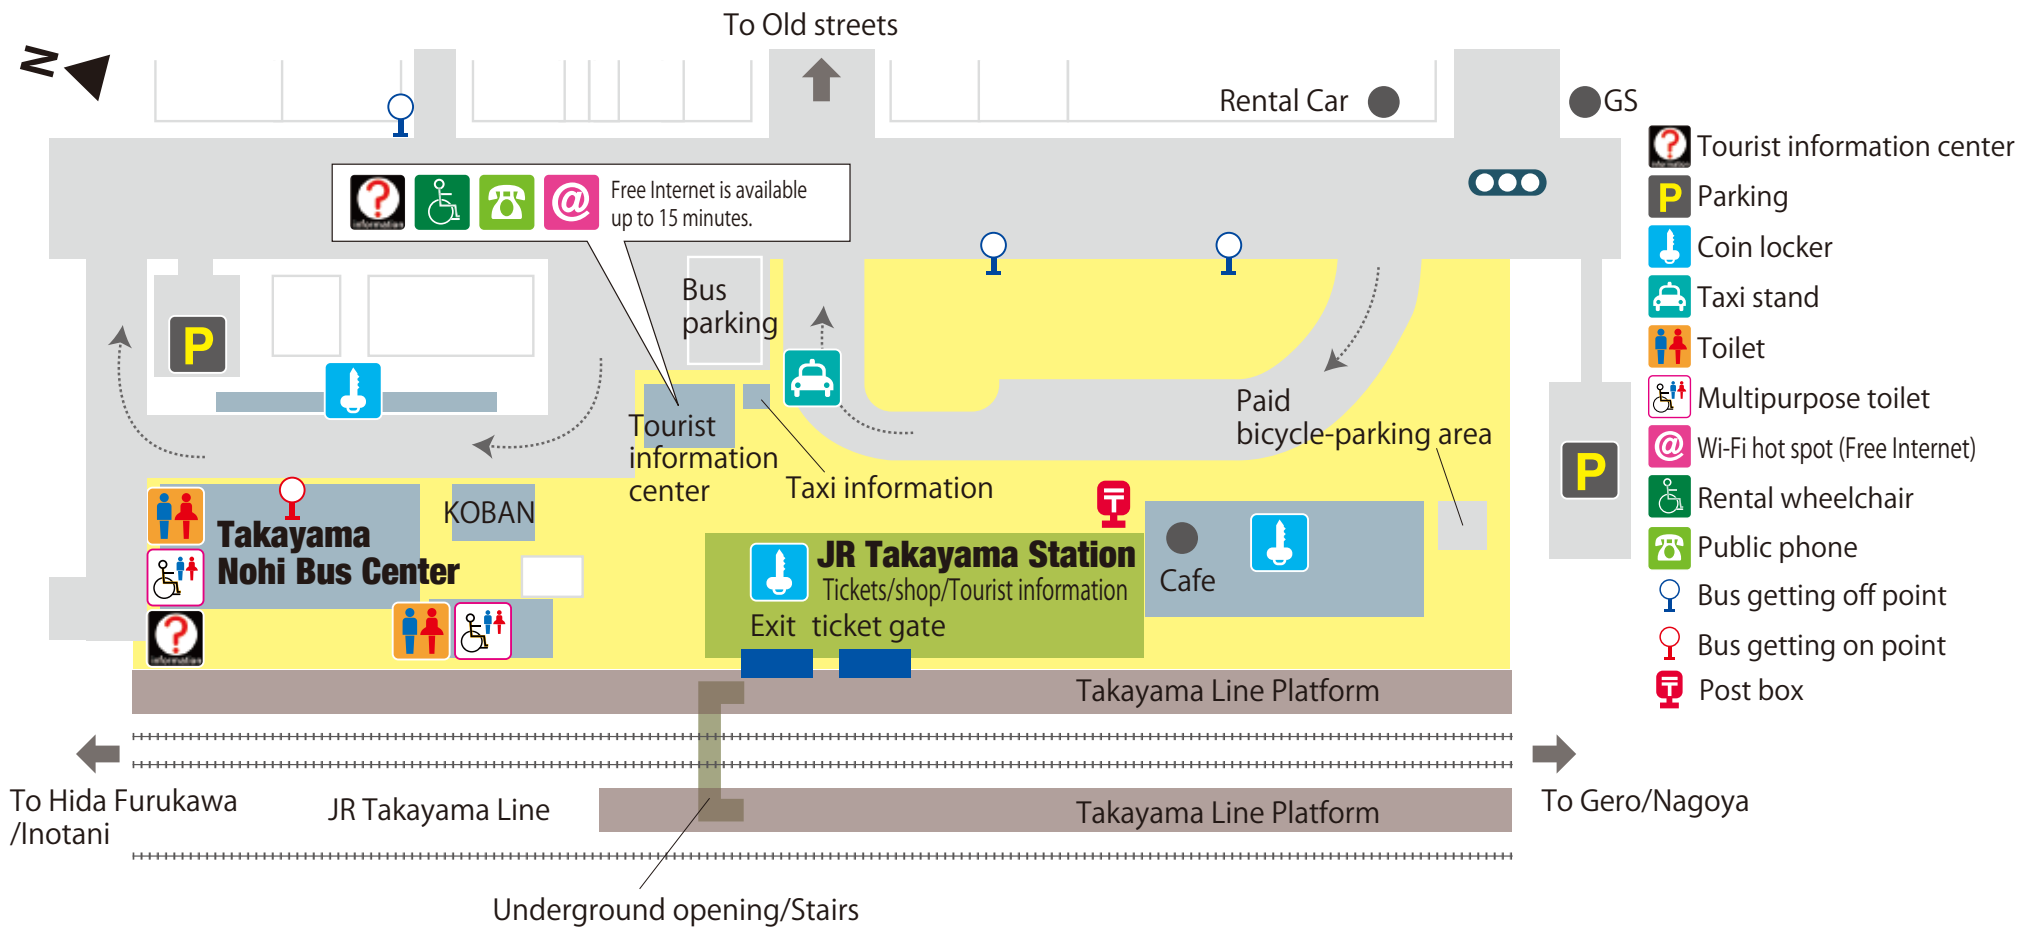 To Old streets
N
Rental Car
GS
Free Internet is available
up to 15 minutes.
Bus
parking
P
Tourist
information
center
Taxi information
Paid
bicycle-parking area
P
KOBAN
Takayama
Nohi Bus Center
JR Takayama Station
Tickets/shop/Tourist information
Exit ticket gate
Cafe
Takayama Line Platform
To Hida Furukawa
/Inotani
JR Takayama Line
Takayama Line Platform
To Gero/Nagoya
Underground opening/Stairs
? information
@
? information
? information
Tourist information center
P
Parking
Coin locker
Taxi stand
Toilet
Multipurpose toilet
@
Wi-Fi hot spot (Free Internet)
Rental wheelchair
Public phone
Bus getting off point
Bus getting on point
Post box